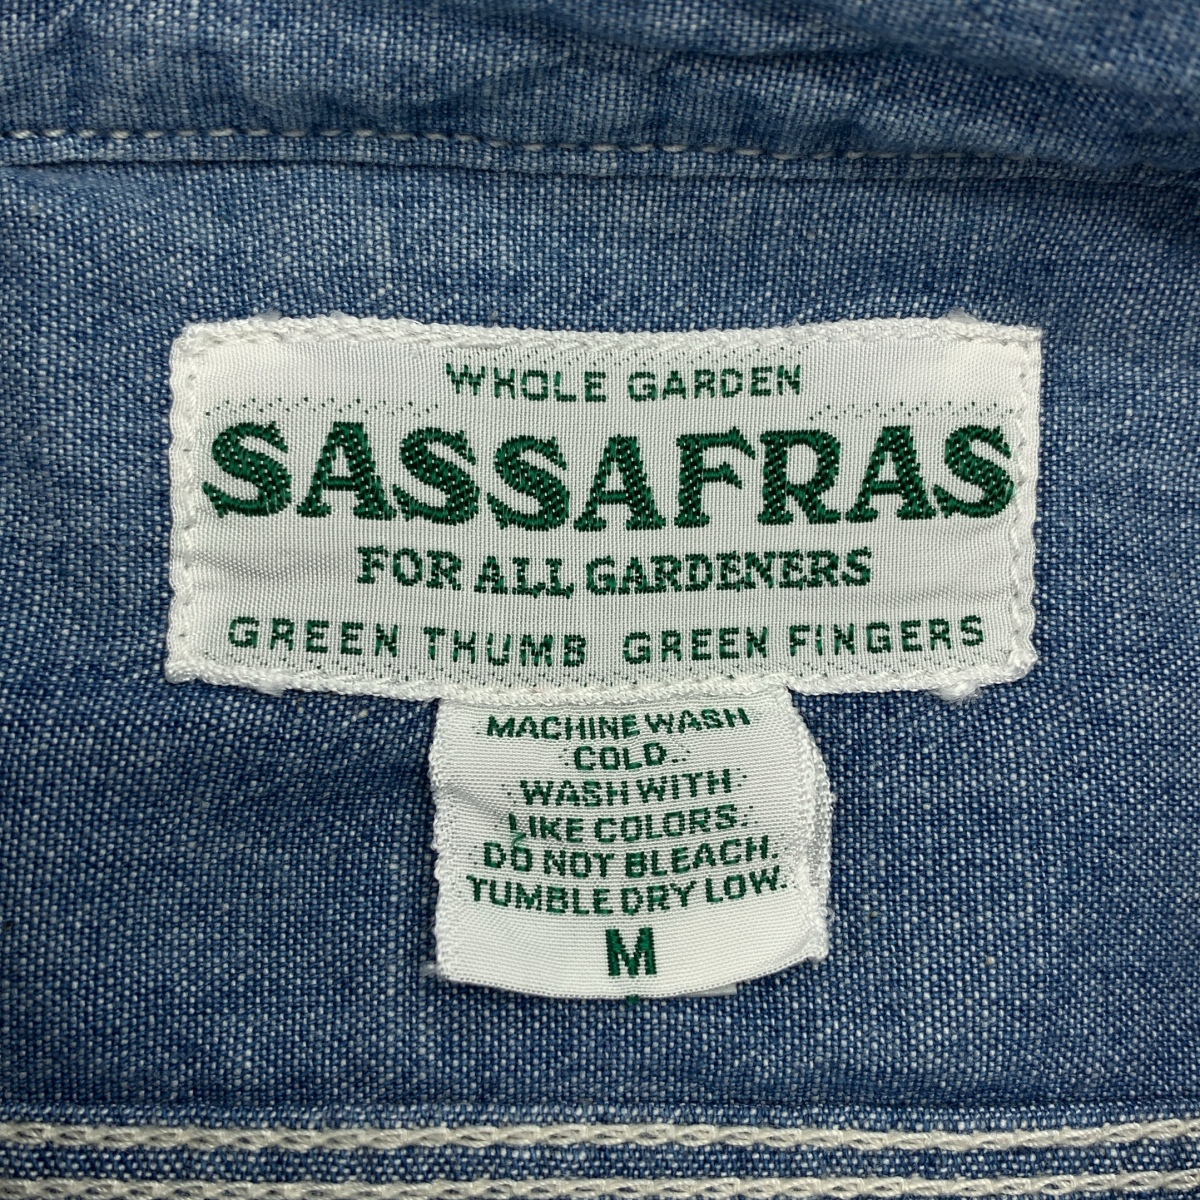 WHOLE GARDEN
SASSAFRAS
FOR ALL GARDENERS
GREEN THUMB GREEN FINGERS
MACHINE WASH
COLD.
WASH WITH
LIKE COLORS.
DO NOT BLEACH.
TUMBLE DRY LOW.
M